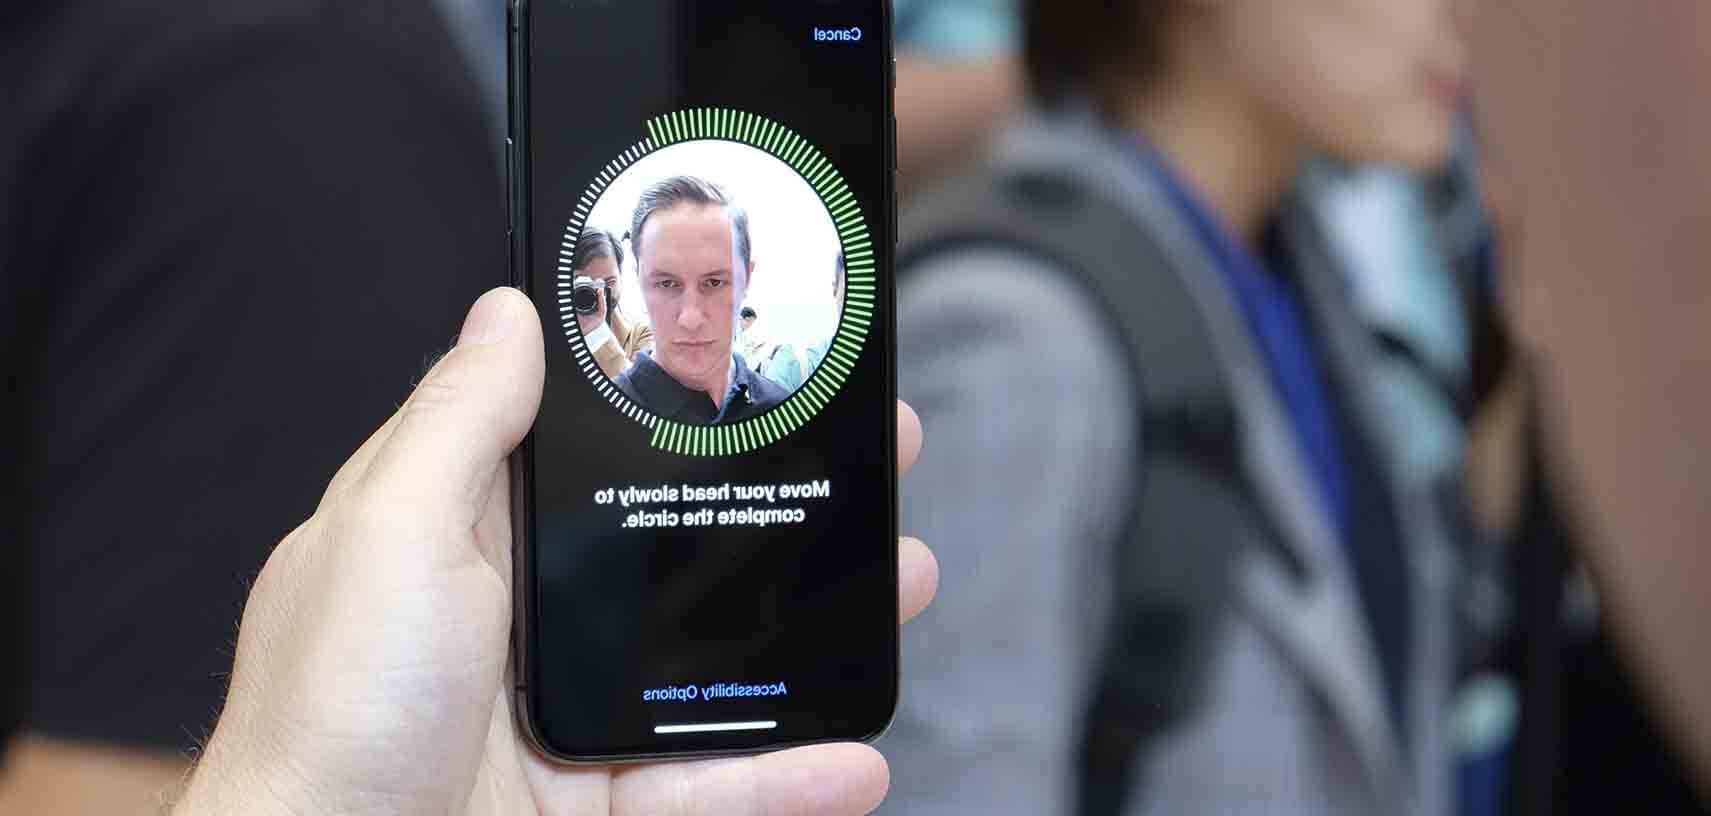 Cancel
Move your head slowly to
complete the circle.
Accessibility Options